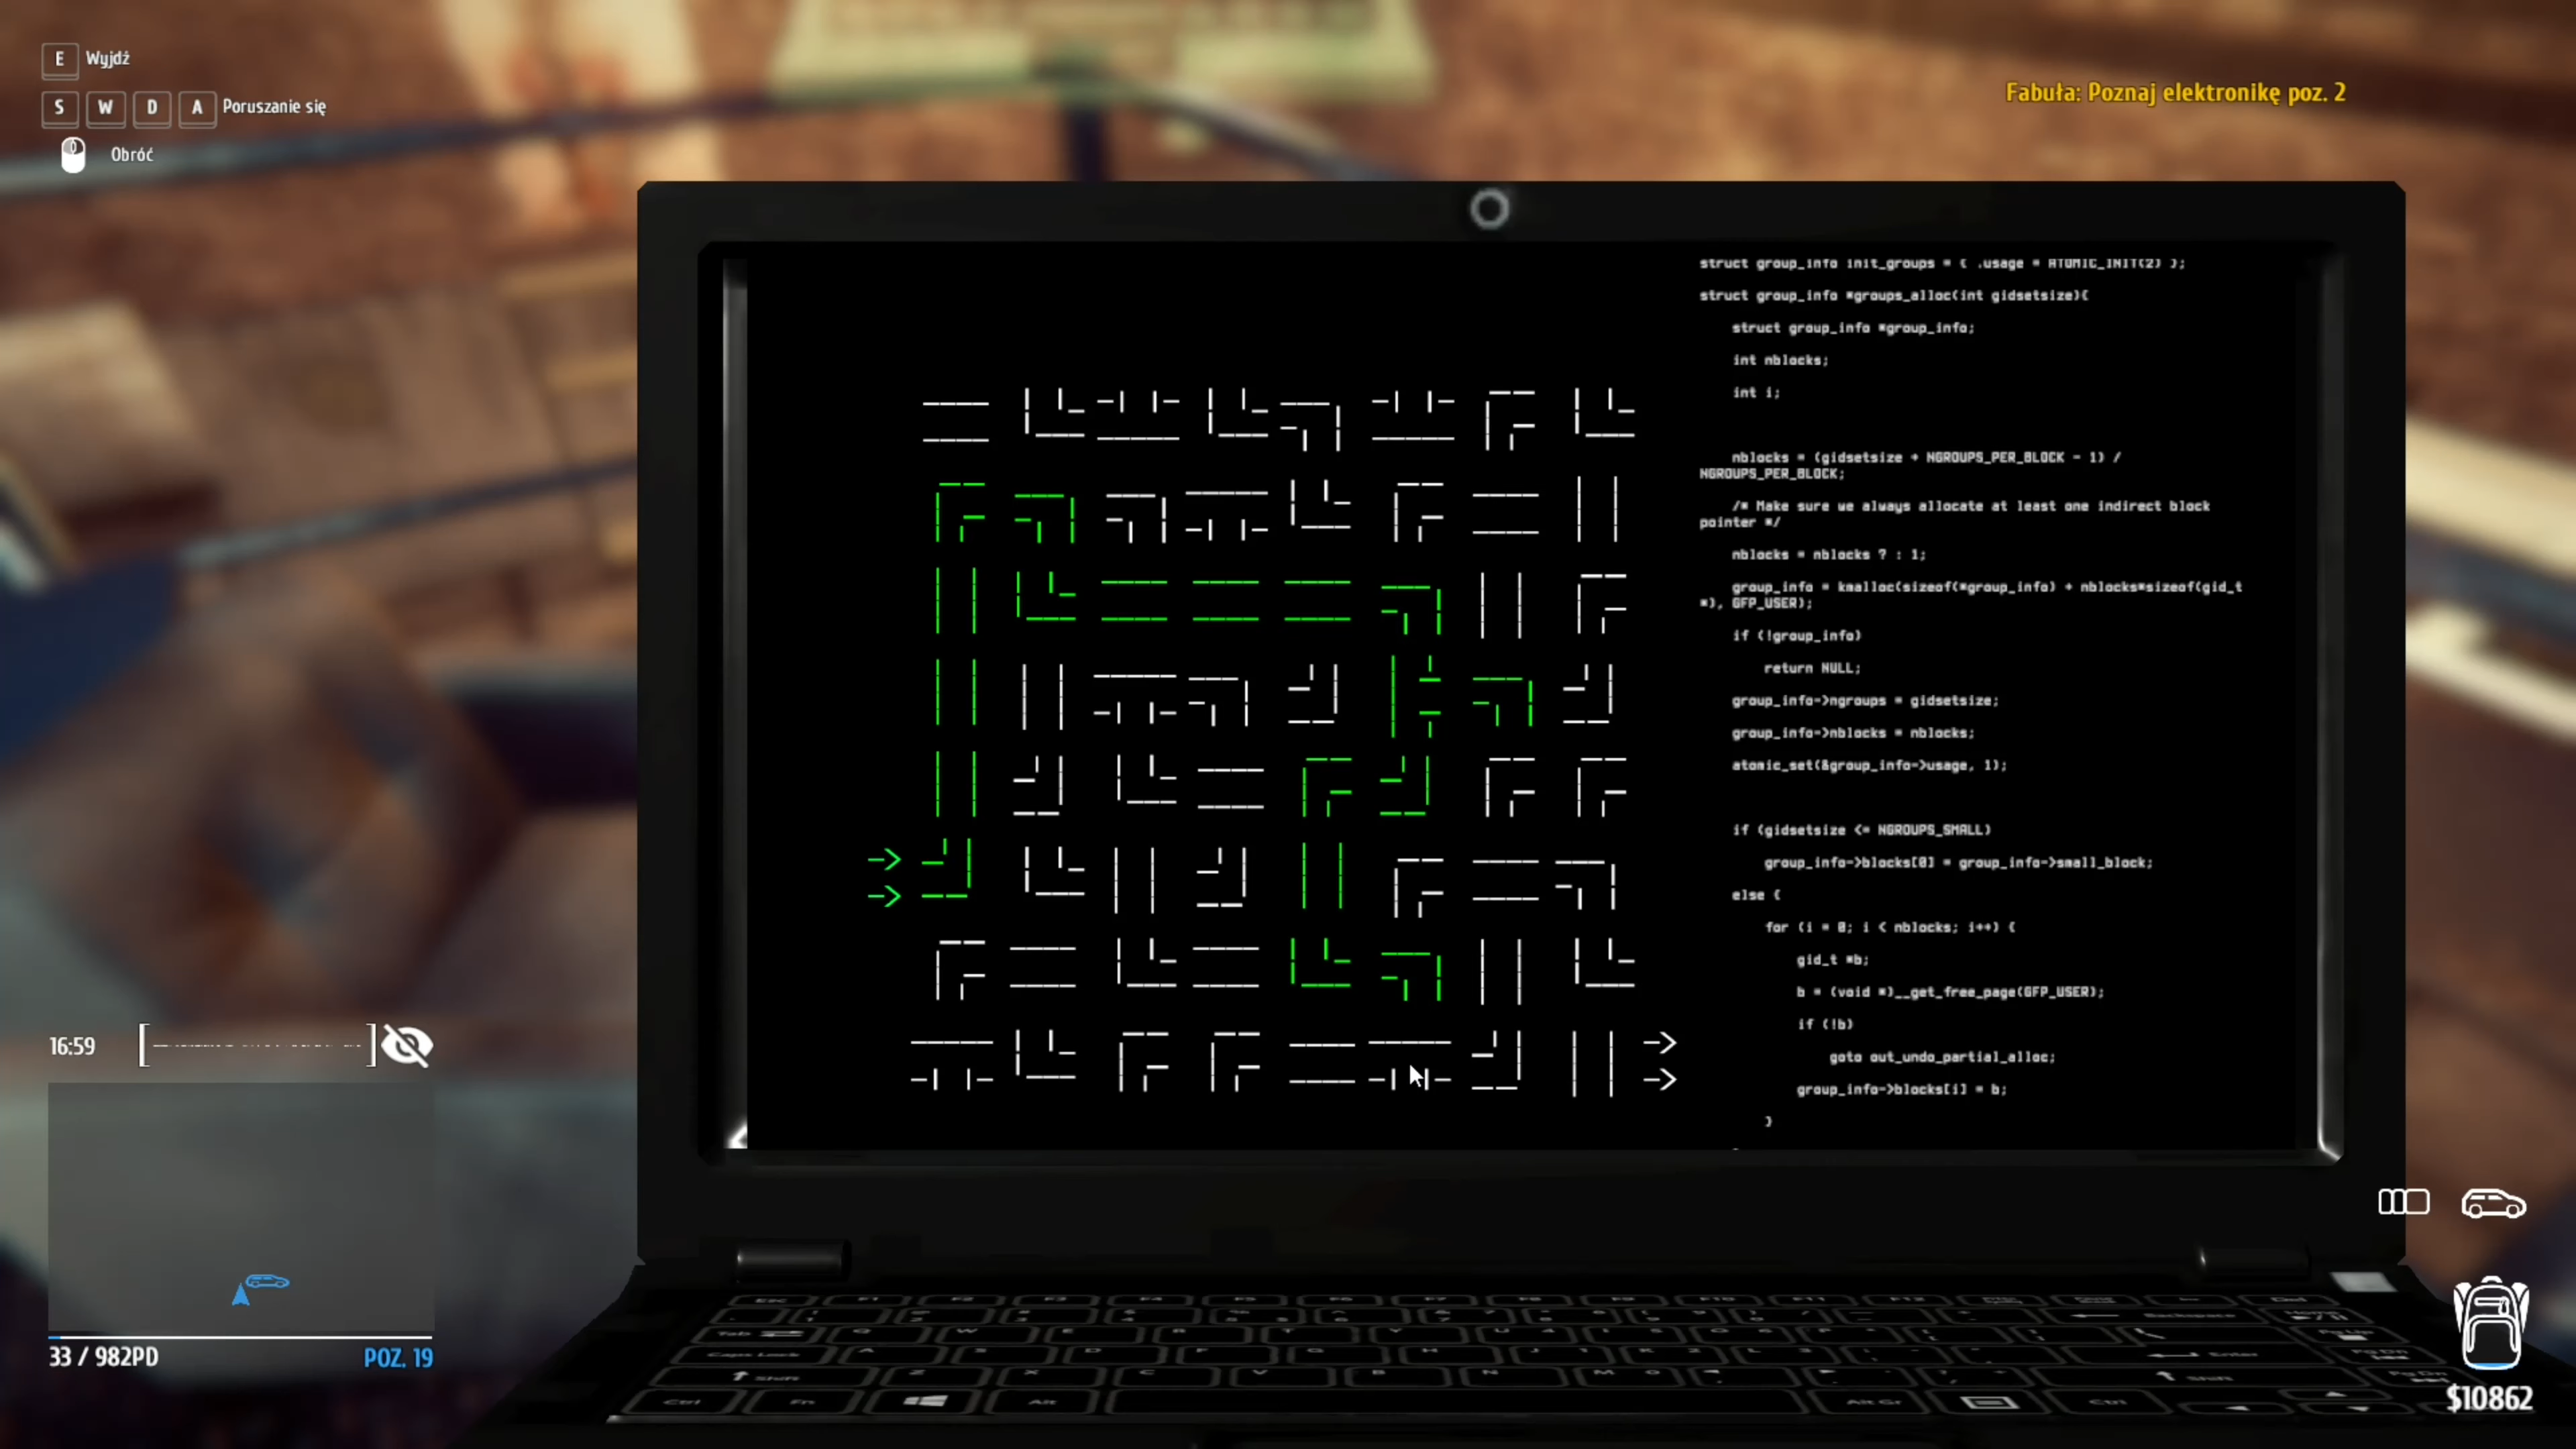 E Wyjdź
S W D A Poruszanie się
Obróć
Fabuła: Poznaj elektronikę poz. 2
struct group_info init_groups = { .usage = ATOMIC_INIT(2) };
struct group_info *groups_alloc(int gidsetsize){
struct group_info *group_info;
int nblocks;
int i;
nblocks = (gidsetsize + NGROUPS_PER_BLOCK - 1) /
NGROUPS_PER_BLOCK;
/* Make sure we always allocate at least one indirect block
pointer */
nblocks = nblocks ? : 1;
group_info = kmalloc(sizeof(*group_info) + nblocks*sizeof(gid_t
*), GFP_USER);
if (!group_info)
return NULL;
group_info->ngroups = gidsetsize;
group_info->nblocks = nblocks;
atomic_set(&group_info->usage, 1);
if (gidsetsize <= NGROUPS_SMALL)
group_info->blocks[0] = group_info->small_block;
else {
for (i = 0; i < nblocks; i++) {
gid_t *b;
b = (void *)__get_free_page(GFP_USER);
if (!b)
goto out_undo_partial_alloc;
group_info->blocks[i] = b;
}
16:59
33 / 982PD
POZ. 19
$10862